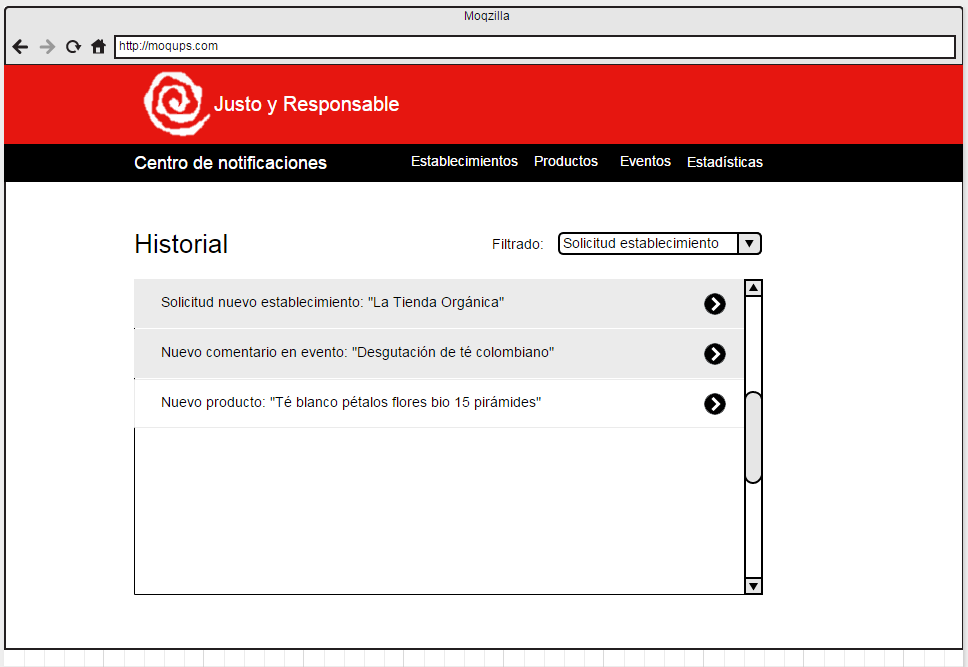 Moqzilla
http://moqups.com
Justo y Responsable
Centro de notificaciones
Establecimientos
Productos
Eventos
Estadísticas
Historial
Filtrado:
Solicitud establecimiento
Solicitud nuevo establecimiento: "La Tienda Orgánica"
Nuevo comentario en evento: "Desgutación de té colombiano"
Nuevo producto: "Té blanco pétalos flores bio 15 pirámides"